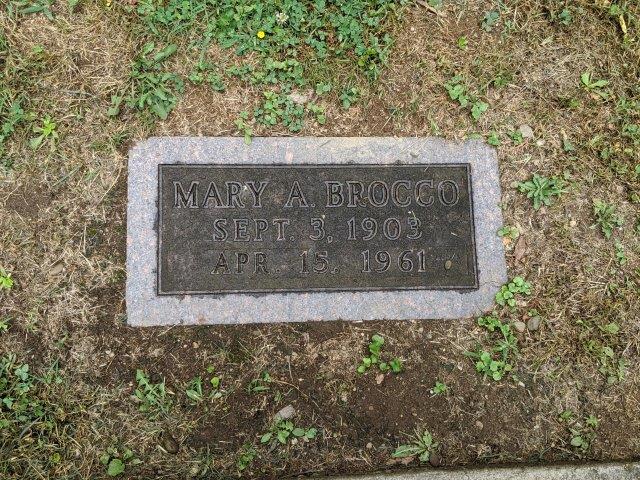 MARY A. BROCCO
SEPT. 3, 1903
APR. 15, 1961